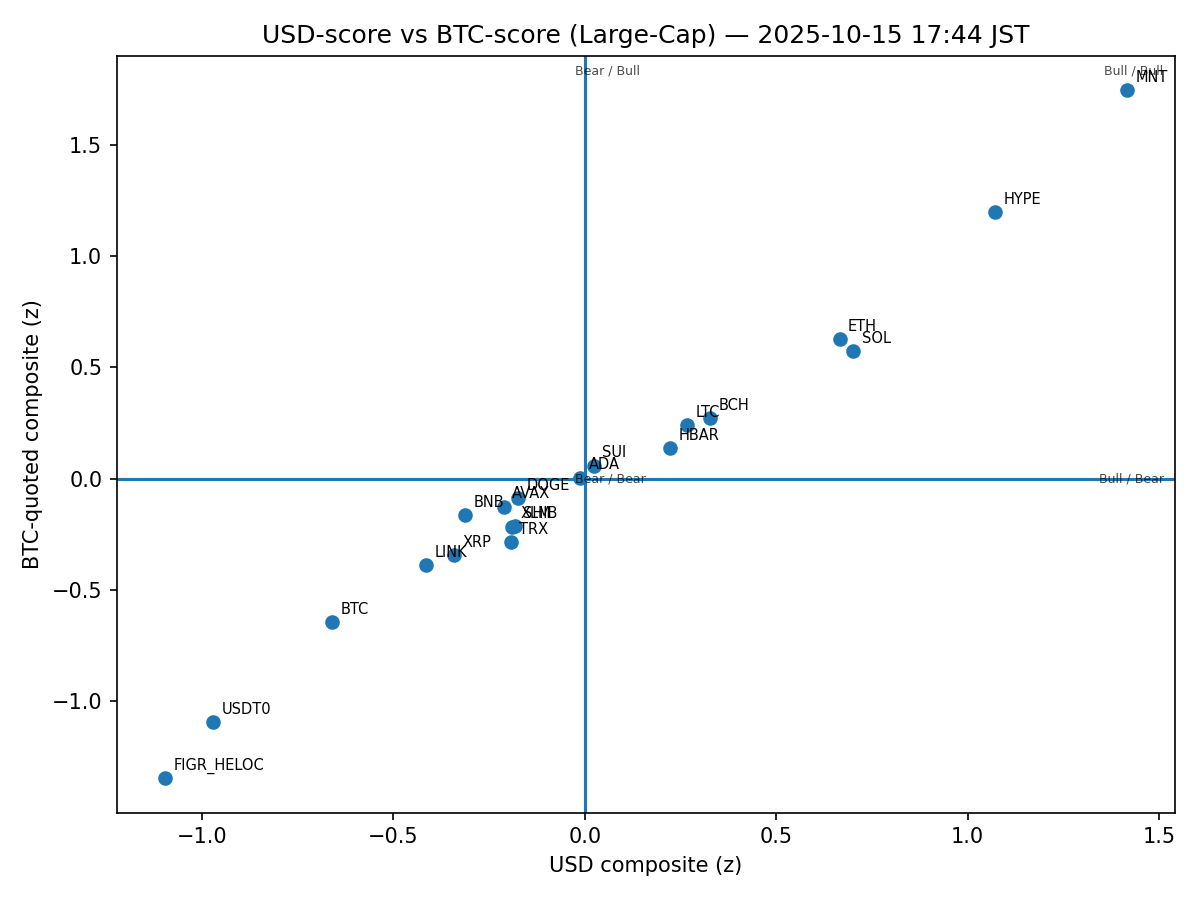 USD-score vs BTC-score (Large-Cap) — 2025-10-15 17:44 JST
Bear / Bull
Bull / Bull
MNT
HYPE
ETH
SOL
BCH
LTC
HBAR
SUI
ADA
Bear / Bear
Bull / Bear
DOGE
AVAX
BNB
XLM
SHIB
TRX
XRP
LINK
BTC
USDT0
FIGR_HELOC
1.5
1.0
0.5
0.0
−0.5
−1.0
BTC-quoted composite (z)
−1.0
−0.5
0.0
0.5
1.0
1.5
USD composite (z)